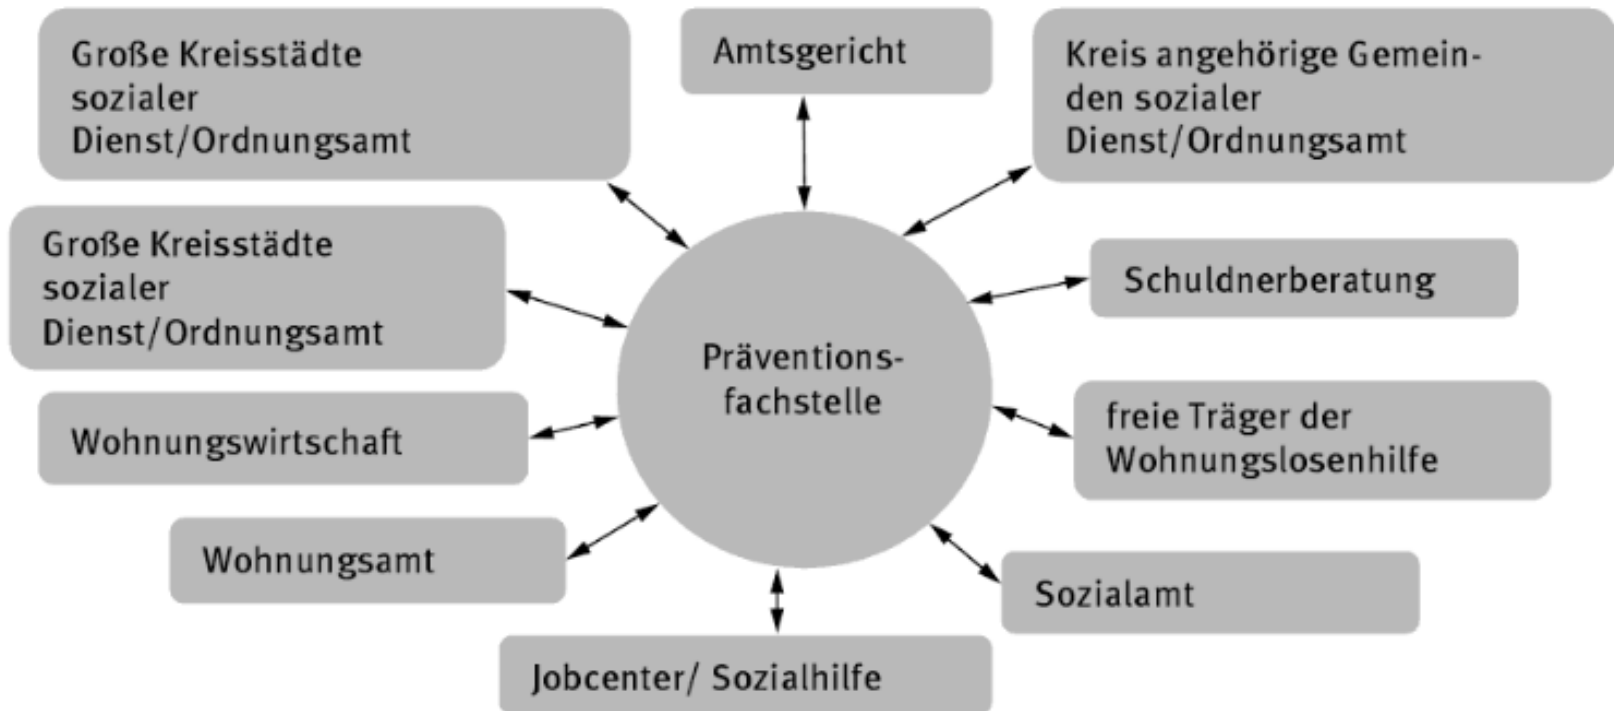 Große Kreisstädte
sozialer
Dienst/Ordnungsamt
Amtsgericht
Kreis angehörige Gemein-
den sozialer
Dienst/Ordnungsamt
Große Kreisstädte
sozialer
Dienst/Ordnungsamt
Schuldnerberatung
Präventions-
fachstelle
Wohnungswirtschaft
freie Träger der
Wohnungslosenhilfe
Wohnungsamt
Sozialamt
Jobcenter/ Sozialhilfe